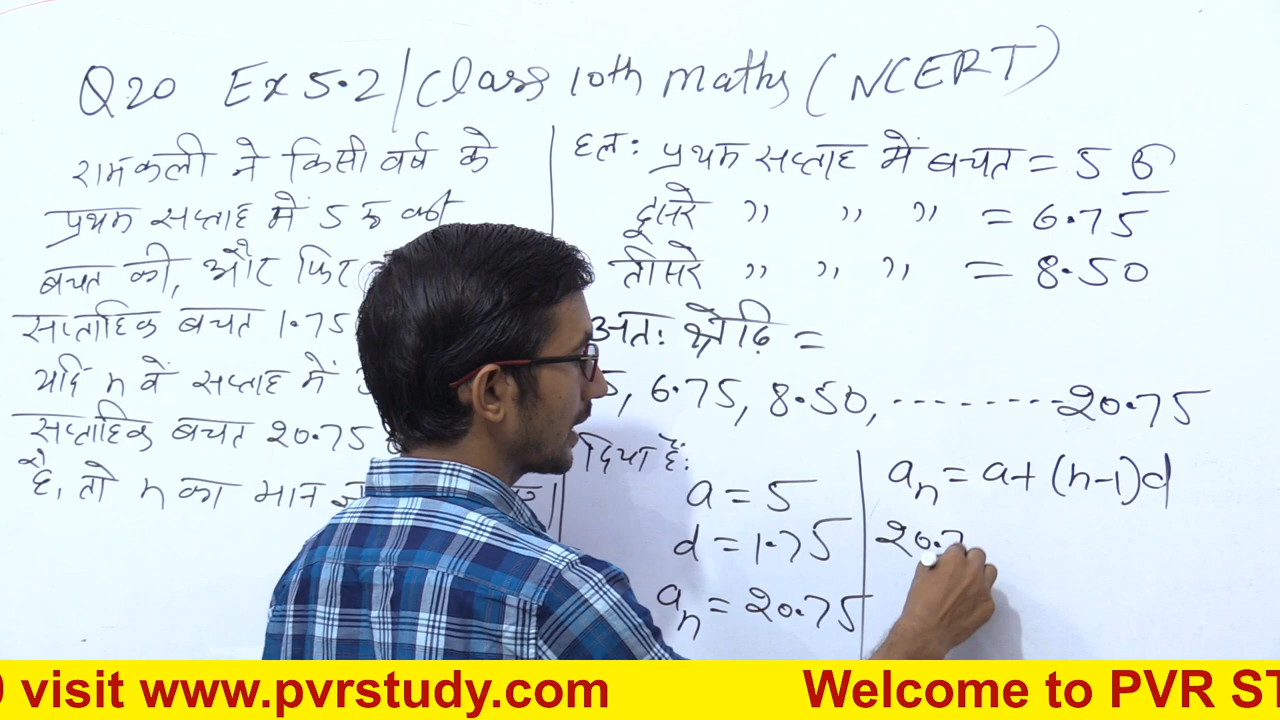 Q20 Ex 5.2 / Class 10th maths (NCERT)
रामकली ने किसी वर्ष के
प्रथम सप्ताह में 5 रु की
बचत की, और फिर
सप्ताहिक बचत 1.75
यदि n वें सप्ताह में
सप्ताहिक बचत 20.75
है, तो n का मान
हल: प्रथम सप्ताह में बचत = 5 रु
दूसरे " " " = 6.75
तीसरे " " " = 8.50
अतः श्रेढ़ि =
5, 6.75, 8.50, --------20.75
दिया है:
a = 5
d = 1.75
an = 20.75
an = a + (n-1)d
20.7
visit www.pvrstudy.com Welcome to PVR ST